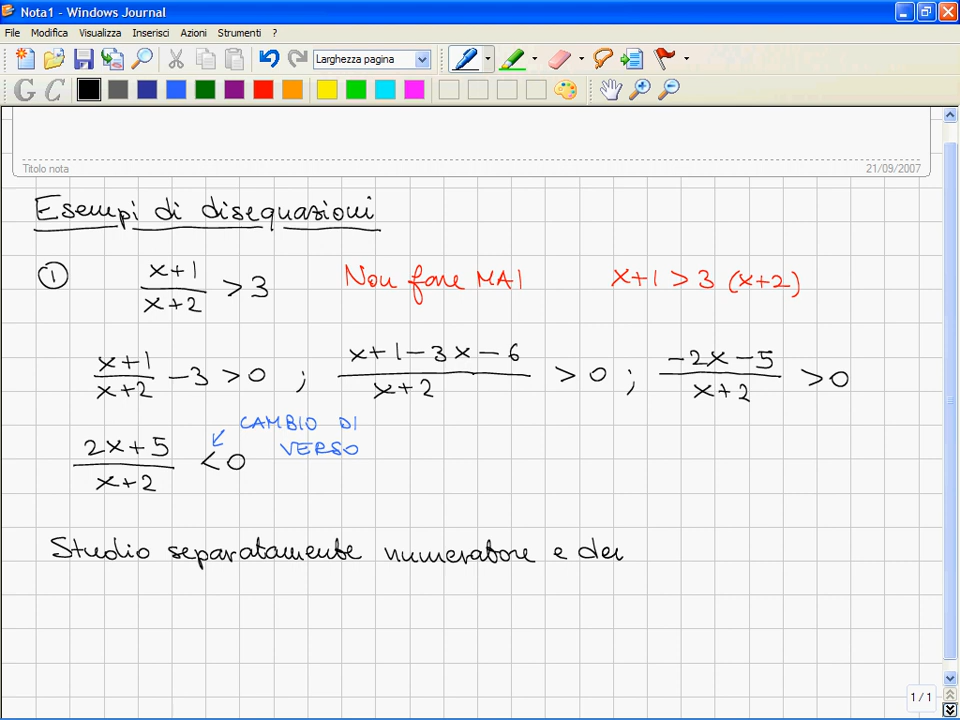 Nota1 - Windows Journal
File Modifica Visualizza Inserisci Azioni Strumenti ?
Larghezza pagina
G C
Titolo nota 21/09/2007
Esempi di disequazioni
① x+1/x+2 > 3 Non fare MAI x+1 > 3 (x+2)
x+1/x+2 - 3 > 0 ; x+1-3x-6/x+2 > 0 ; -2x-5/x+2 > 0
2x+5/x+2 < 0 CAMBIO DI
VERSO
Studio separatamente numeratore e den
1/1